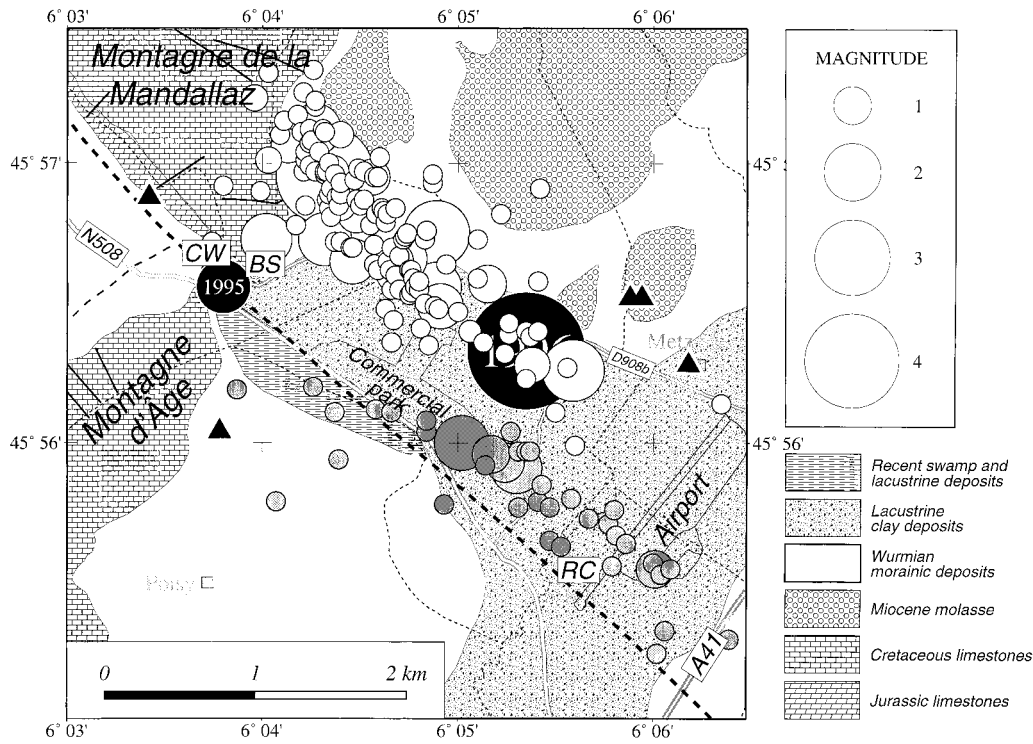 6° 03'
6° 04'
6° 05'
6° 06'
Montagne de la
Mandallaz
45° 57'
45°
N508
CW
BS
1995
Montagne
d'Age
Commercial
park
D908b
45° 56'
45° 56'
Airport
RC
Poisy
A41
0 1 2 km
6° 03'
6° 04'
6° 05'
6° 06'
MAGNITUDE
1
2
3
4
Recent swamp and
lacustrine deposits
Lacustrine
clay deposits
Wurmian
morainic deposits
Miocene molasse
Cretaceous limestones
Jurassic limestones